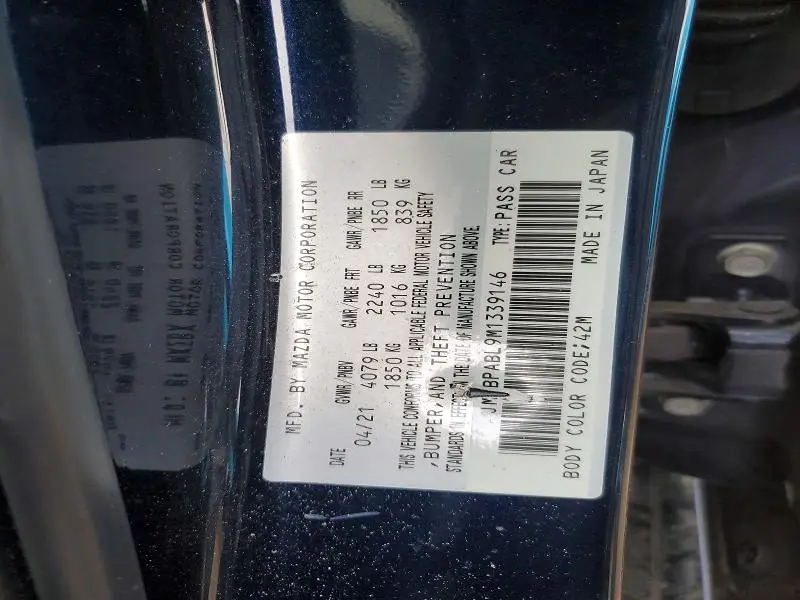 MFD. BY MAZDA MOTOR CORPORATION
DATE GVWR/PNBV GAWR/PNBE FRT GAWR/PNBE RR
04/21 4079 LB 2240 LB 1850 LB
1850 KG 1016 KG 839 KG
THIS VEHICLE CONFORMS TO ALL APPLICABLE FEDERAL MOTOR VEHICLE SAFETY
,BUMPER,AND THEFT PREVENTION
STANDARDS IN EFFECT ON THE DATE OF MANUFACTURE SHOWN ABOVE
JM1BPABL9M1339146 TYPE:PASS CAR
BODY COLOR CODE;42M MADE IN JAPAN